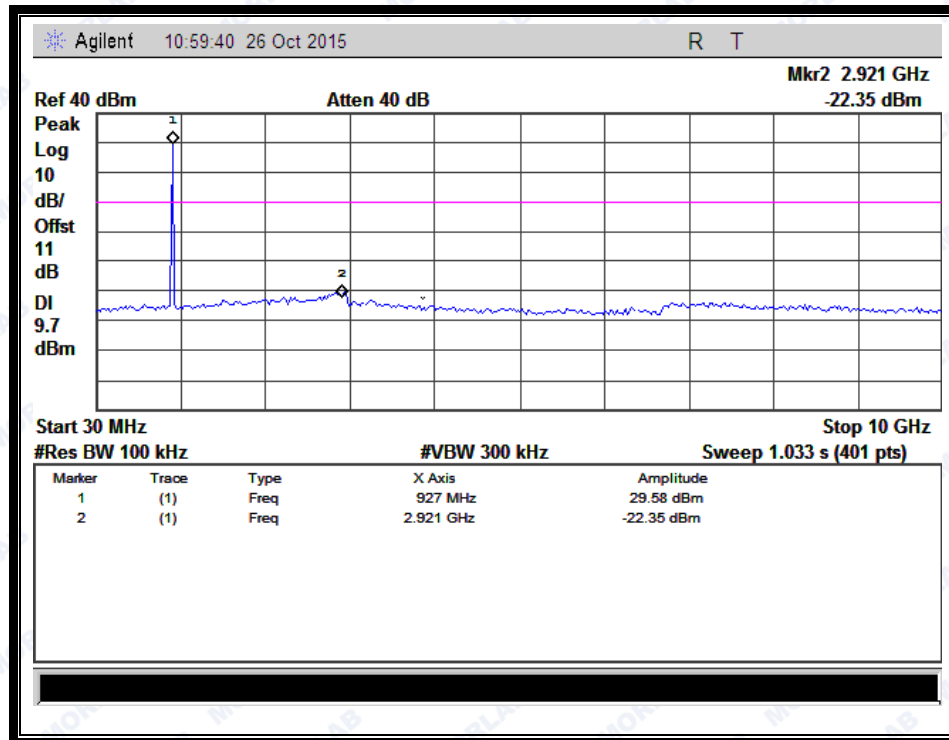 Agilent 10:59:40 26 Oct 2015 R T
Mkr2 2.921 GHz
Ref 40 dBm Atten 40 dB -22.35 dBm
Peak
Log
10
dB/
Offst
11
dB
DI
9.7
dBm
1
2
Start 30 MHz Stop 10 GHz
#Res BW 100 kHz #VBW 300 kHz Sweep 1.033 s (401 pts)
Marker Trace Type X Axis Amplitude
1 (1) Freq 927 MHz 29.58 dBm
2 (1) Freq 2.921 GHz -22.35 dBm